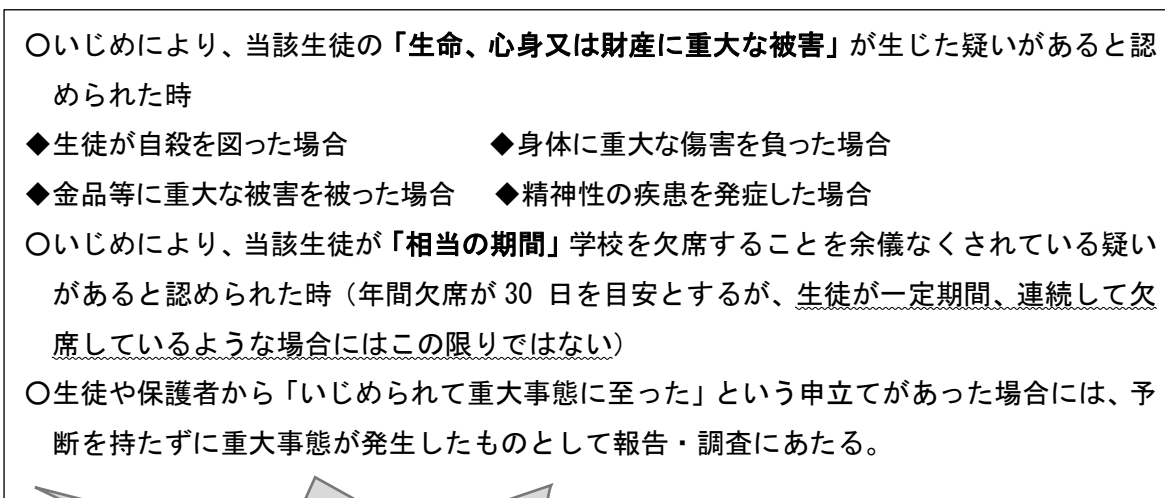 〇いじめにより、当該生徒の「生命、心身又は財産に重大な被害」が生じた疑いがあると認
められた時
◆生徒が自殺を図った場合 ◆身体に重大な傷害を負った場合
◆金品等に重大な被害を被った場合 ◆精神性の疾患を発症した場合
〇いじめにより、当該生徒が「相当の期間」学校を欠席することを余儀なくされている疑い
があると認められた時（年間欠席が 30 日を目安とするが、生徒が一定期間、連続して欠
席しているような場合にはこの限りではない）
〇生徒や保護者から「いじめられて重大事態に至った」という申立てがあった場合には、予
断を持たずに重大事態が発生したものとして報告・調査にあたる。